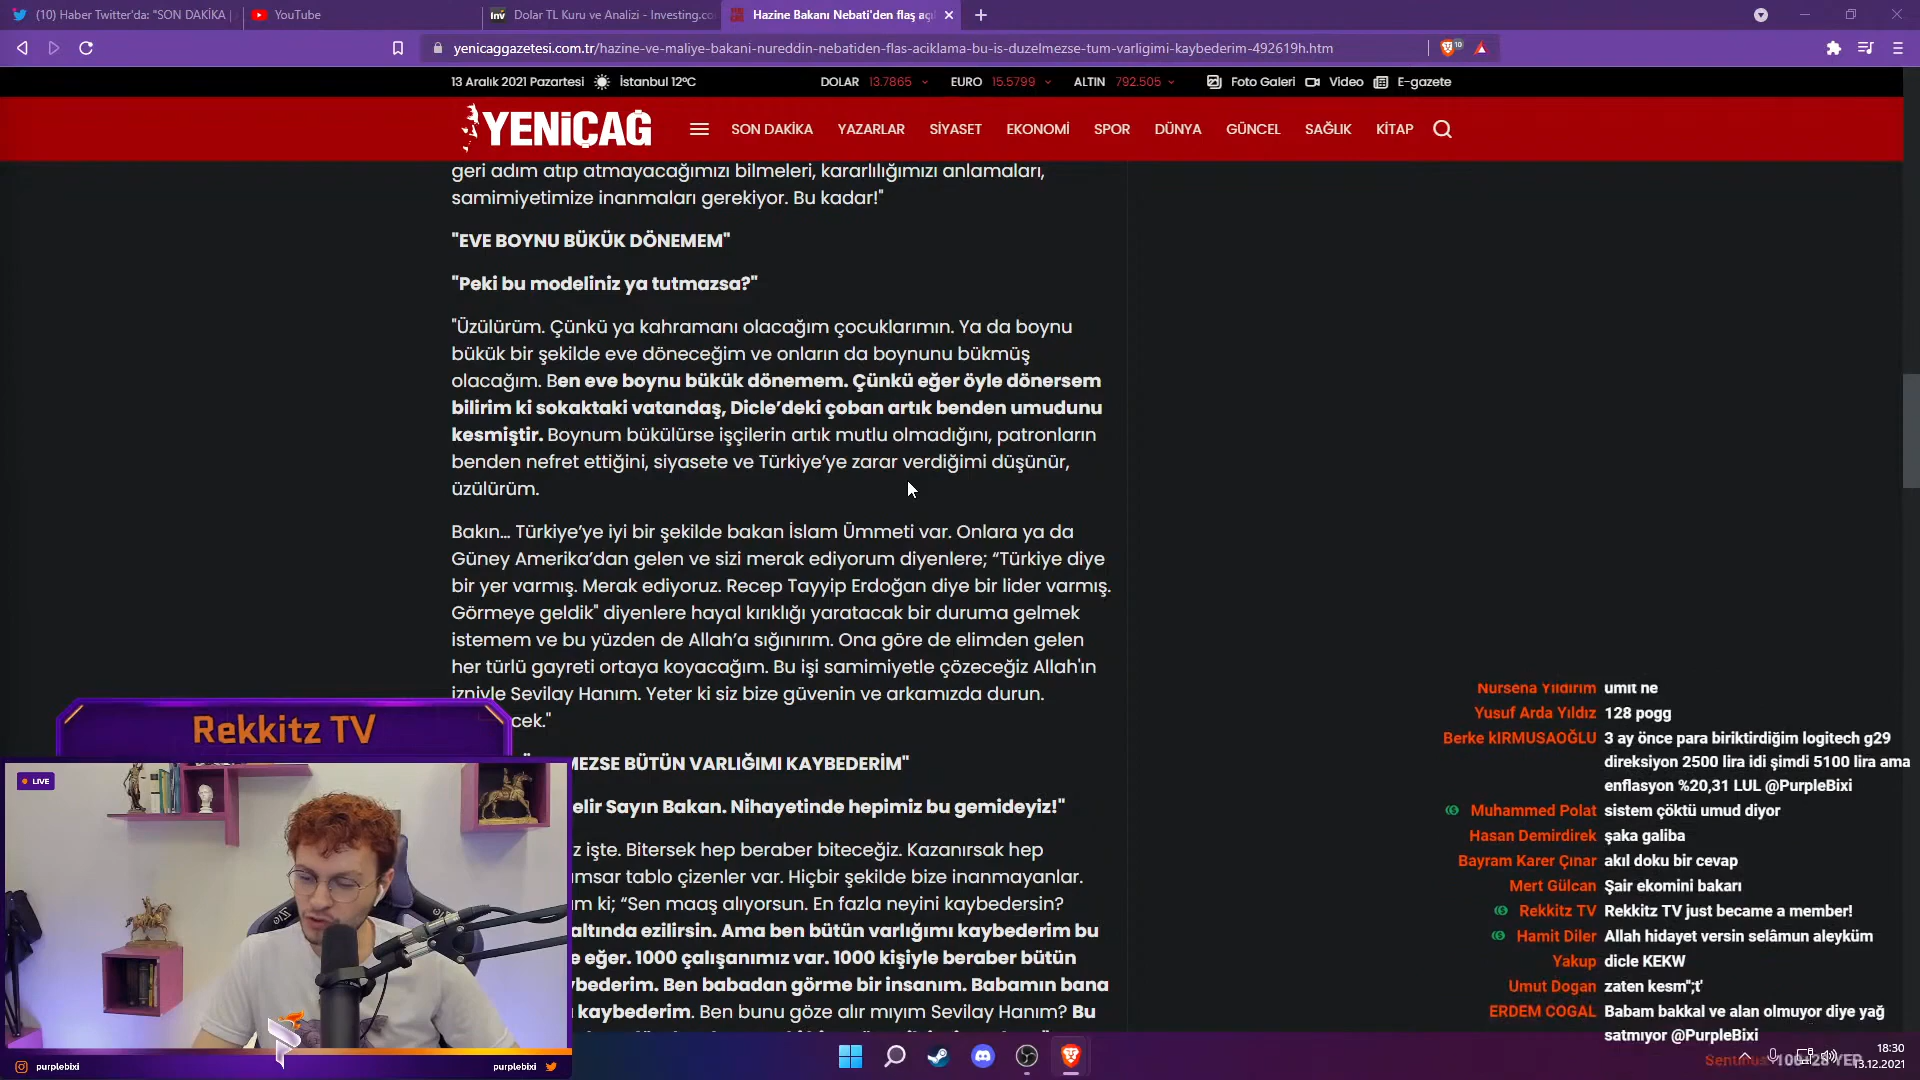 (10) Haber Twitter'da: "SON DAKİKA |
YouTube
Dolar TL Kuru ve Analizi - Investing.co
Hazine Bakanı Nebati'den flaş açı
yenicaggazetesi.com.tr/hazine-ve-maliye-bakani-nureddin-nebatiden-flas-aciklama-bu-is-duzelmezse-tum-varligimi-kaybederim-492619h.htm
13 Aralık 2021 Pazartesi İstanbul 12°C DOLAR 13.7865 EURO 15.5799 ALTIN 792.505 Foto Galeri Video E-gazete
YENİÇAĞ SON DAKİKA YAZARLAR SİYASET EKONOMİ SPOR DÜNYA GÜNCEL SAĞLIK KİTAP
geri adım atıp atmayacağımızı bilmeleri, kararlılığımızı anlamaları,
samimiyetimize inanmaları gerekiyor. Bu kadar!"
"EVE BOYNU BÜKÜK DÖNEMEM"
"Peki bu modeliniz ya tutmazsa?"
"Üzülürüm. Çünkü ya kahramanı olacağım çocuklarımın. Ya da boynu
bükük bir şekilde eve döneceğim ve onların da boynunu bükmüş
olacağım. Ben eve boynu bükük dönemem. Çünkü eğer öyle dönersem
bilirim ki sokaktaki vatandaş, Dicle’deki çoban artık benden umudunu
kesmiştir. Boynum bükülürse işçilerin artık mutlu olmadığını, patronların
benden nefret ettiğini, siyasete ve Türkiye’ye zarar verdiğimi düşünür,
üzülürüm.
Bakın... Türkiye’ye iyi bir şekilde bakan İslam Ümmeti var. Onlara ya da
Güney Amerika’dan gelen ve sizi merak ediyorum diyenlere; “Türkiye diye
bir yer varmış. Merak ediyoruz. Recep Tayyip Erdoğan diye bir lider varmış.
Görmeye geldik" diyenlere hayal kırıklığı yaratacak bir duruma gelmek
istemem ve bu yüzden de Allah’a sığınırım. Ona göre de elimden gelen
her türlü gayreti ortaya koyacağım. Bu işi samimiyetle çözeceğiz Allah'ın
izniyle Sevilay Hanım. Yeter ki siz bize güvenin ve arkamızda durun.
cek."
MEZSE BÜTÜN VARLIĞIMI KAYBEDERİM"
elir Sayın Bakan. Nihayetinde hepimiz bu gemideyiz!"
z işte. Bitersek hep beraber biteceğiz. Kazanırsak hep
msar tablo çizenler var. Hiçbir şekilde bize inanmayanlar.
m ki; “Sen maaş alıyorsun. En fazla neyini kaybedersin?
altında ezilirsin. Ama ben bütün varlığımı kaybederim bu
e eğer. 1000 çalışanımız var. 1000 kişiyle beraber bütün
ybederim. Ben babadan görme bir insanım. Babamın bana
kaybederim. Ben bunu göze alır mıyım Sevilay Hanım? Bu
Rekkitz TV
LIVE
purplebixi
purplebixi
Nursena Yıldırım umit ne
Yusuf Arda Yıldız 128 pogg
Berke kIRMUSAOĞLU 3 ay önce para biriktirdiğim logitech g29
direksiyon 2500 lira idi şimdi 5100 lira ama
enflasyon %20,31 LUL @PurpleBixi
Muhammed Polat sistem çöktü umud diyor
Hasan Demirdirek şaka galiba
Bayram Karer Çınar akıl doku bir cevap
Mert Gülcan Şair ekomini bakarı
Rekkitz TV Rekkitz TV just became a member!
Hamit Diler Allah hidayet versin selâmun aleyküm
Yakup dicle KEKW
Umut Dogan zaten kesm";t'
ERDEM COGAL Babam bakkal ve alan olmuyor diye yağ
satmıyor @PurpleBixi
18:30
13.12.2021